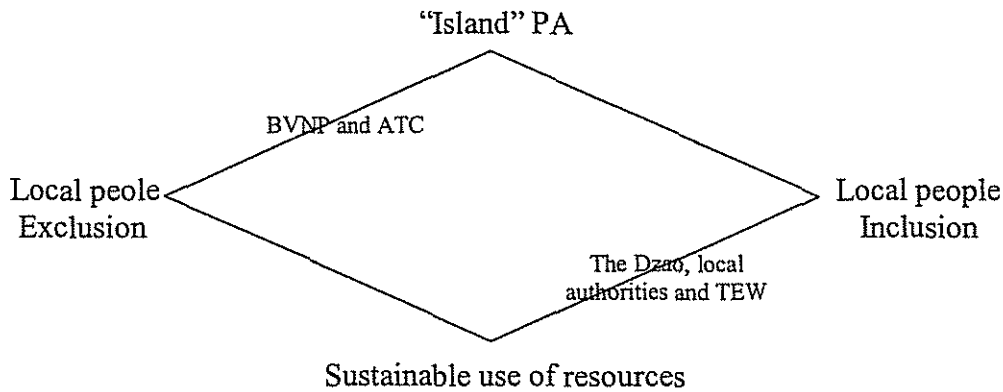 “Island” PA
BVNP and ATC
Local peole
Exclusion
Local people
Inclusion
The Dzao, local
authorities and TEW
Sustainable use of resources